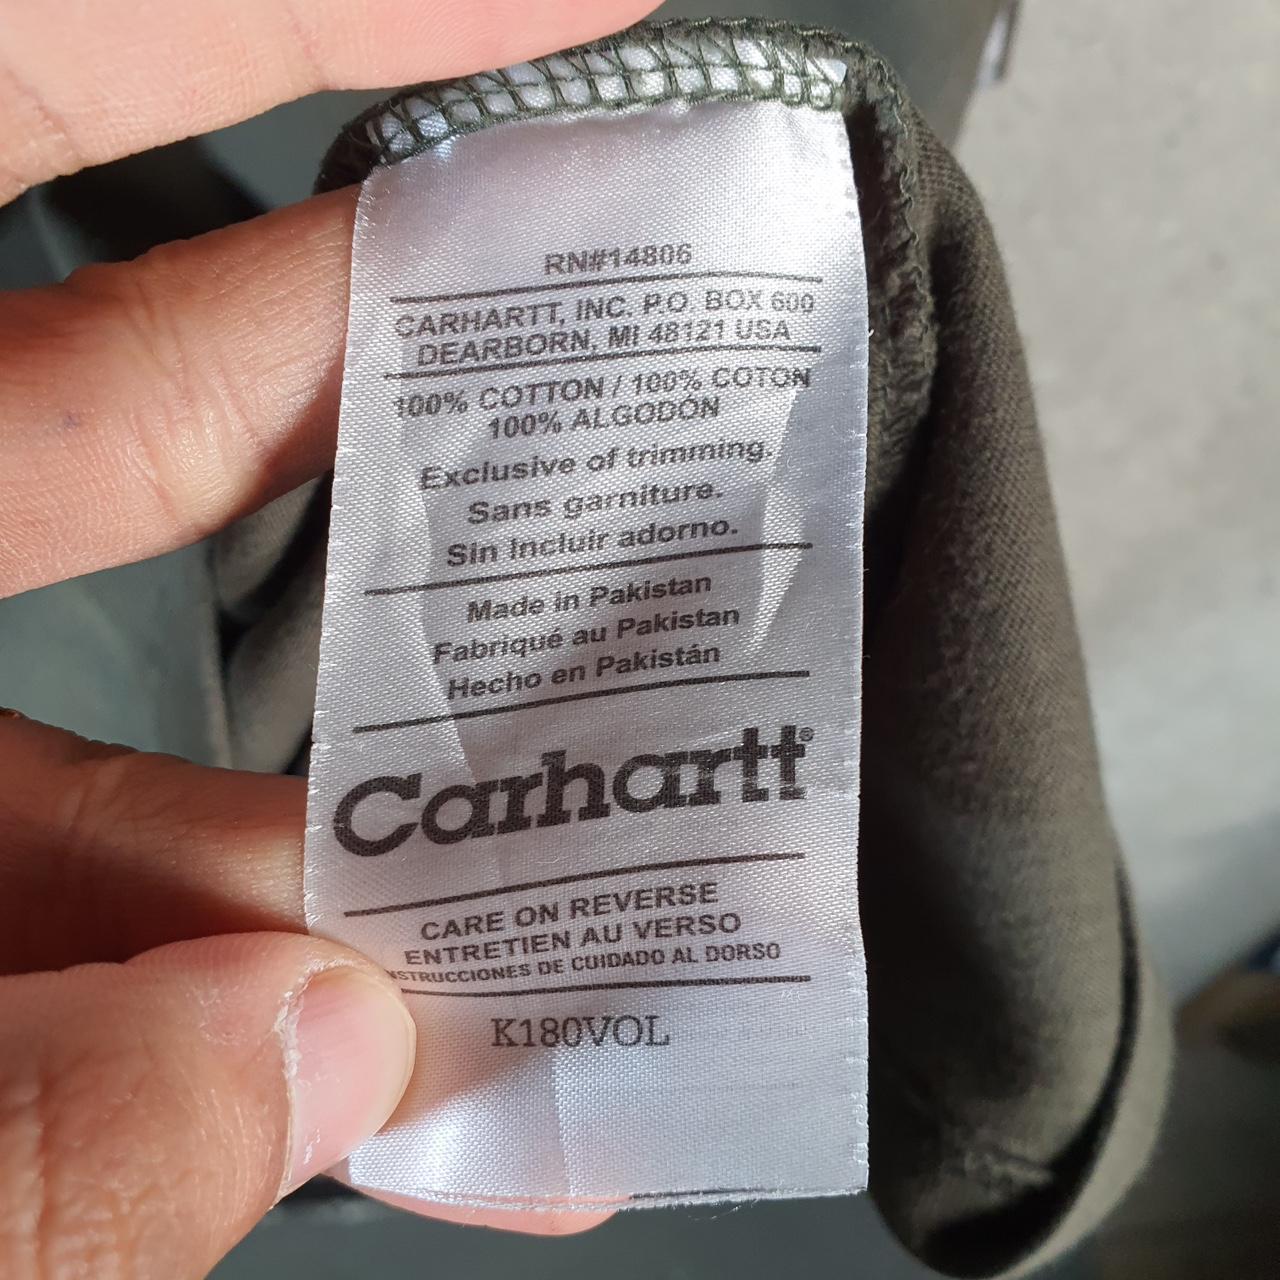 RN#14806
CARHARTT, INC. P.O. BOX 600
DEARBORN, MI 48121 USA
100% COTTON / 100% COTON
100% ALGODÓN
Exclusive of trimming.
Sans garniture.
Sin Incluir adorno.
Made in Pakistan
Fabriqué au Pakistan
Hecho en Pakistán
Carhartt®
CARE ON REVERSE
ENTRETIEN AU VERSO
NSTRUCCIONES DE CUIDADO AL DORSO
K180VOL